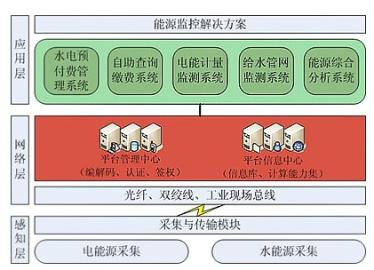 应用层
能源监控解决方案
水电预
付费管
理系统
自助查询
缴费系统
电能计量
监测系统
给水管网
监测系统
能源综合
分析系统
网络层
平台管理中心
(编解码、认证、签权)
平台信息中心
(信息库、计算能力集)
光纤、双绞线、工业现场总线
感知层
采集与传输模块
电能源采集
水能源采集